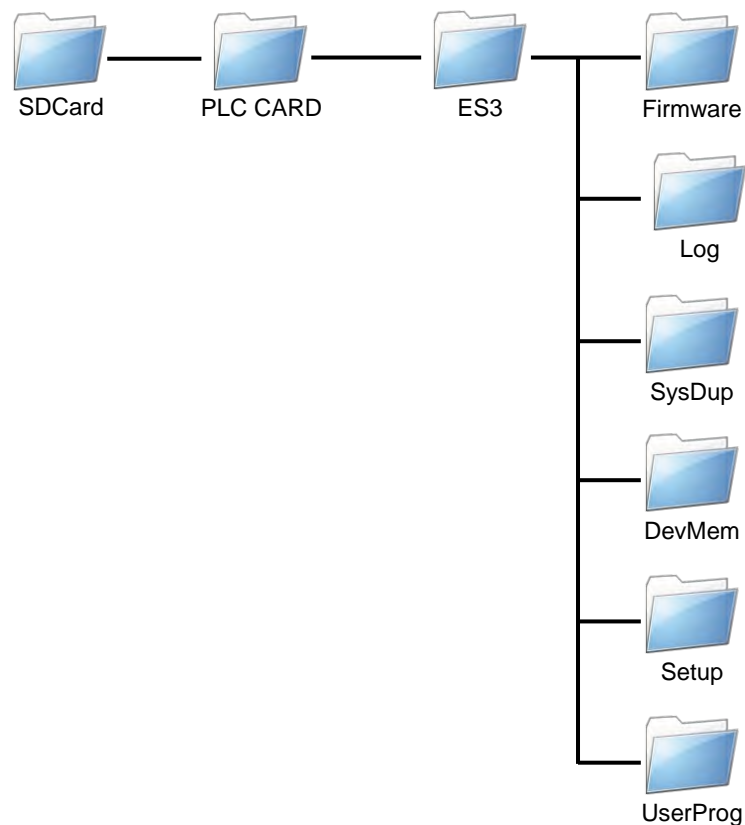 SDCard
PLC CARD
ES3
Firmware
Log
SysDup
DevMem
Setup
UserProg